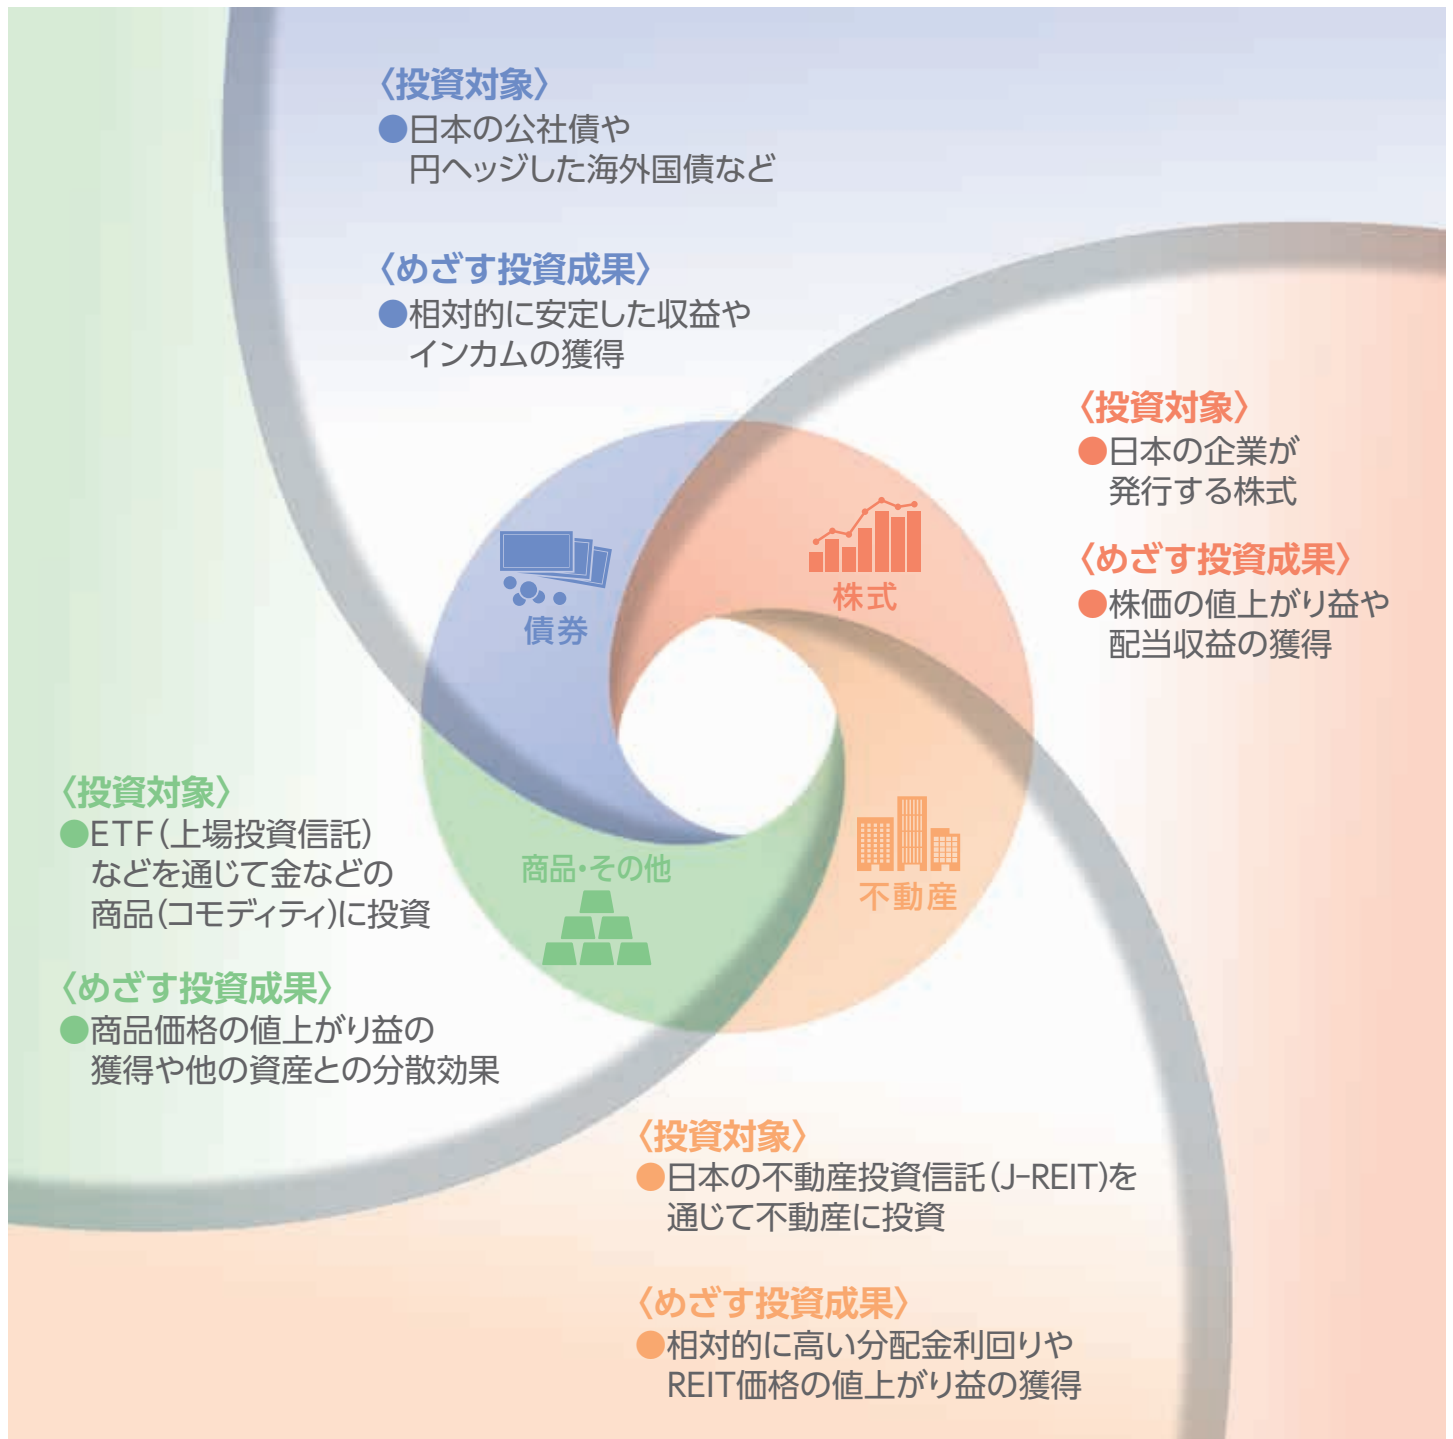 〈投資対象〉
●日本の公社債や
円ヘッジした海外国債など
〈めざす投資成果〉
●相対的に安定した収益や
インカムの獲得
〈投資対象〉
●日本の企業が
発行する株式
〈めざす投資成果〉
●株価の値上がり益や
配当収益の獲得
債券
株式
商品・その他
不動産
〈投資対象〉
●ETF(上場投資信託)
などを通じて金などの
商品(コモディティ)に投資
〈めざす投資成果〉
●商品価格の値上がり益の
獲得や他の資産との分散効果
〈投資対象〉
●日本の不動産投資信託(J-REIT)を
通じて不動産に投資
〈めざす投資成果〉
●相対的に高い分配金利回りや
REIT価格の値上がり益の獲得